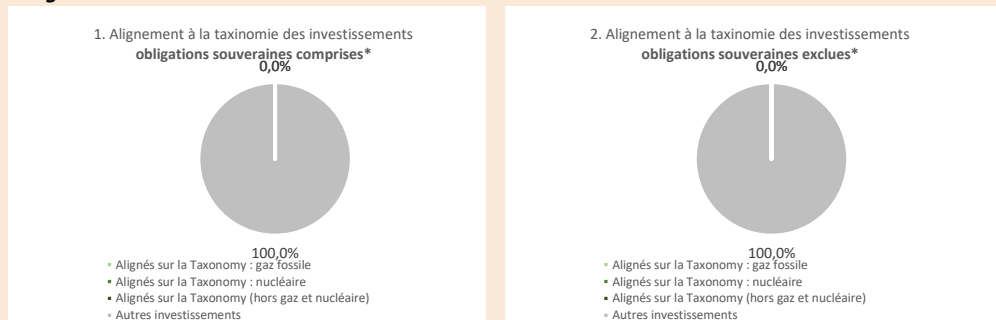 1. Alignement à la taxinomie des investissements
obligations souveraines comprises*
0,0%
100,0%
▪ Alignés sur la Taxonomy : gaz fossile
▪ Alignés sur la Taxonomy : nucléaire
▪ Alignés sur la Taxonomy (hors gaz et nucléaire)
▪ Autres investissements
2. Alignement à la taxinomie des investissements
obligations souveraines exclues*
0,0%
100,0%
▪ Alignés sur la Taxonomy : gaz fossile
▪ Alignés sur la Taxonomy : nucléaire
▪ Alignés sur la Taxonomy (hors gaz et nucléaire)
▪ Autres investissements